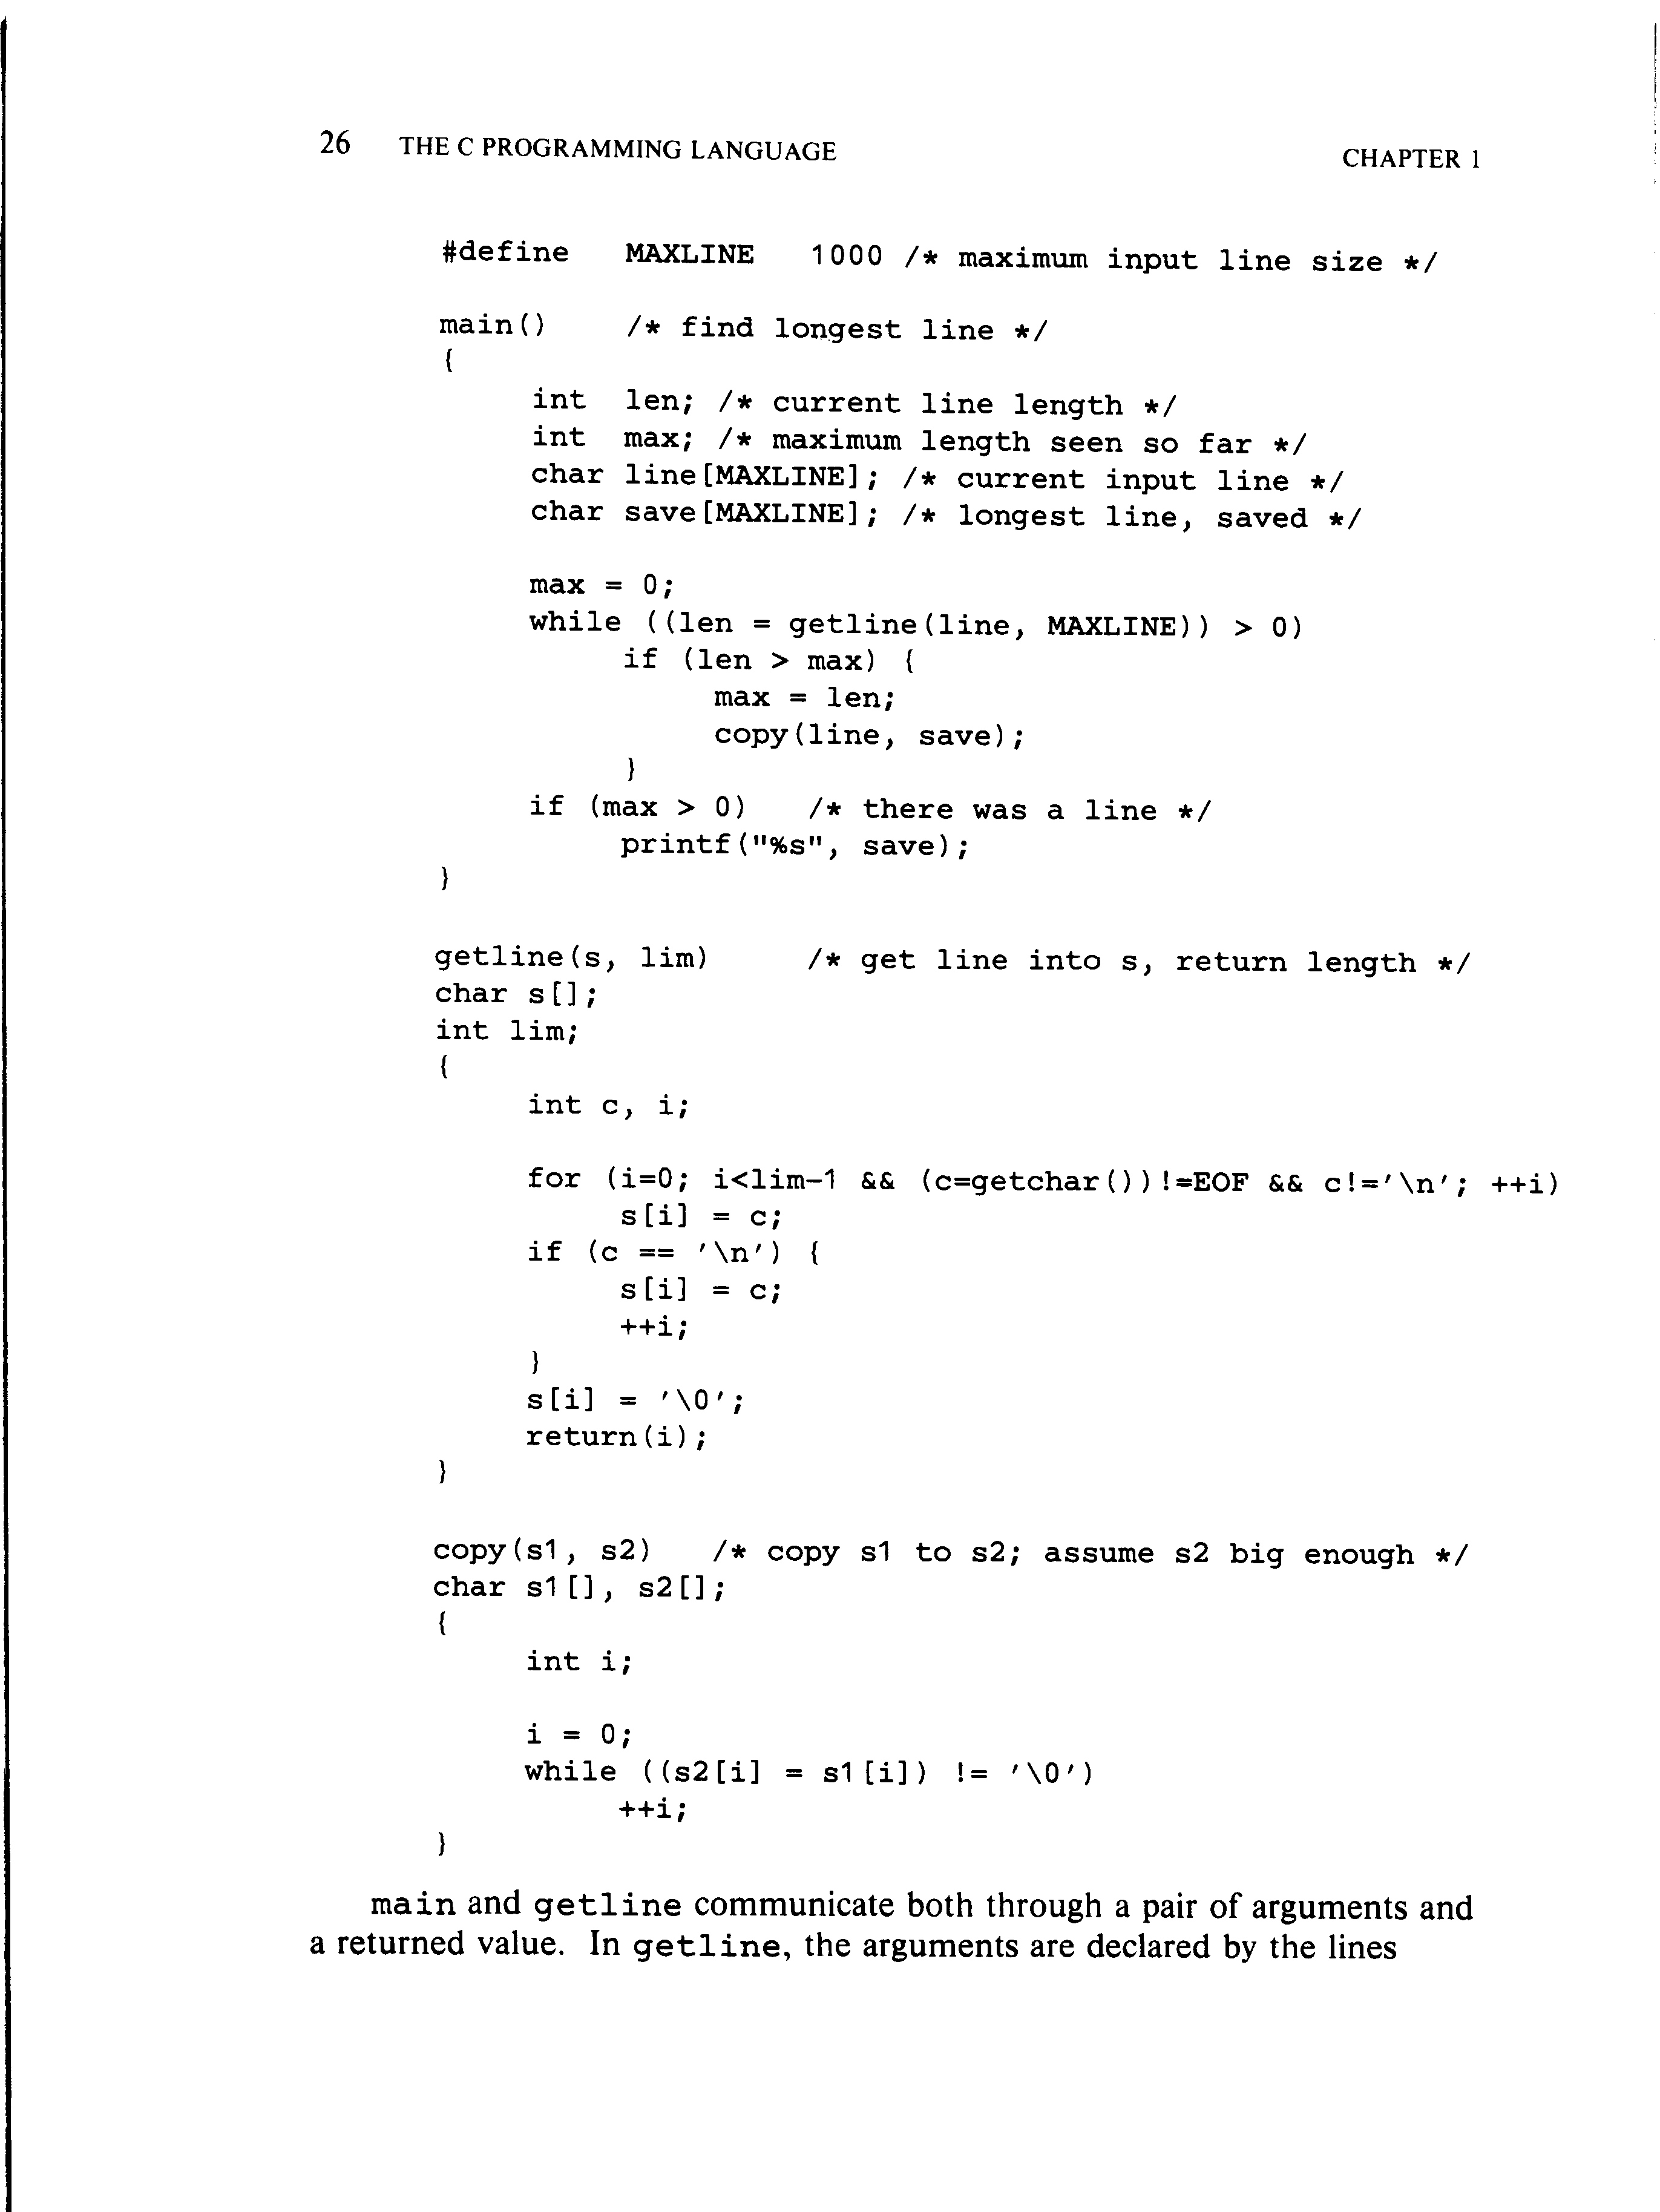 26 THE C PROGRAMMING LANGUAGE CHAPTER 1
#define MAXLINE 1000 /* maximum input line size */
main() /* find longest line */
{
int len; /* current line length */
int max; /* maximum length seen so far */
char line[MAXLINE]; /* current input line */
char save[MAXLINE]; /* longest line, saved */
max = 0;
while ((len = getline(line, MAXLINE)) > 0)
if (len > max) {
max = len;
copy(line, save);
}
if (max > 0) /* there was a line */
printf("%s", save);
}
getline(s, lim) /* get line into s, return length */
char s[];
int lim;
{
int c, i;
for (i=0; i<lim-1 && (c=getchar())!=EOF && c!='\n'; ++i)
s[i] = c;
if (c == '\n') {
s[i] = c;
++i;
}
s[i] = '\0';
return(i);
}
copy(s1, s2) /* copy s1 to s2; assume s2 big enough */
char s1[], s2[];
{
int i;
i = 0;
while ((s2[i] = s1[i]) != '\0')
++i;
}
main and getline communicate both through a pair of arguments and
a returned value. In getline, the arguments are declared by the lines